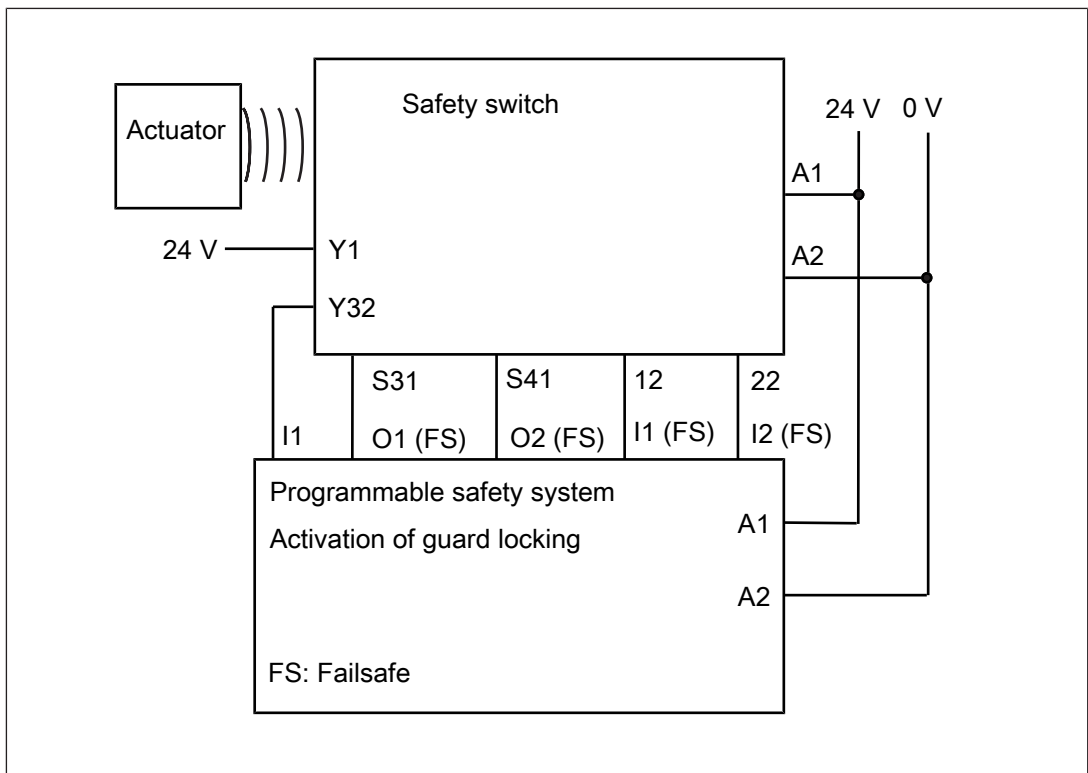 Safety switch
Actuator
24 V 0 V
A1
24 V Y1
A2
Y32
S31 S41 12 22
I1 O1 (FS) O2 (FS) I1 (FS) I2 (FS)
Programmable safety system
Activation of guard locking
A1
A2
FS: Failsafe